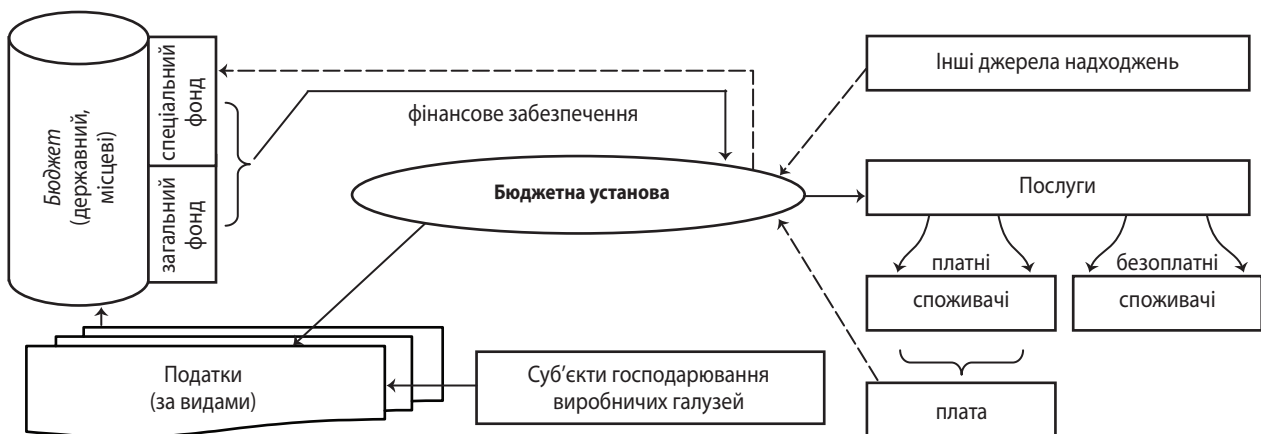 Бюджет
(державний,
місцеві)
спеціальний
фонд
загальний
фонд
фінансове забезпечення
Інші джерела надходжень
Бюджетна установа
Послуги
платні
безоплатні
споживачі
споживачі
Податки
(за видами)
Суб’єкти господарювання
виробничих галузей
плата